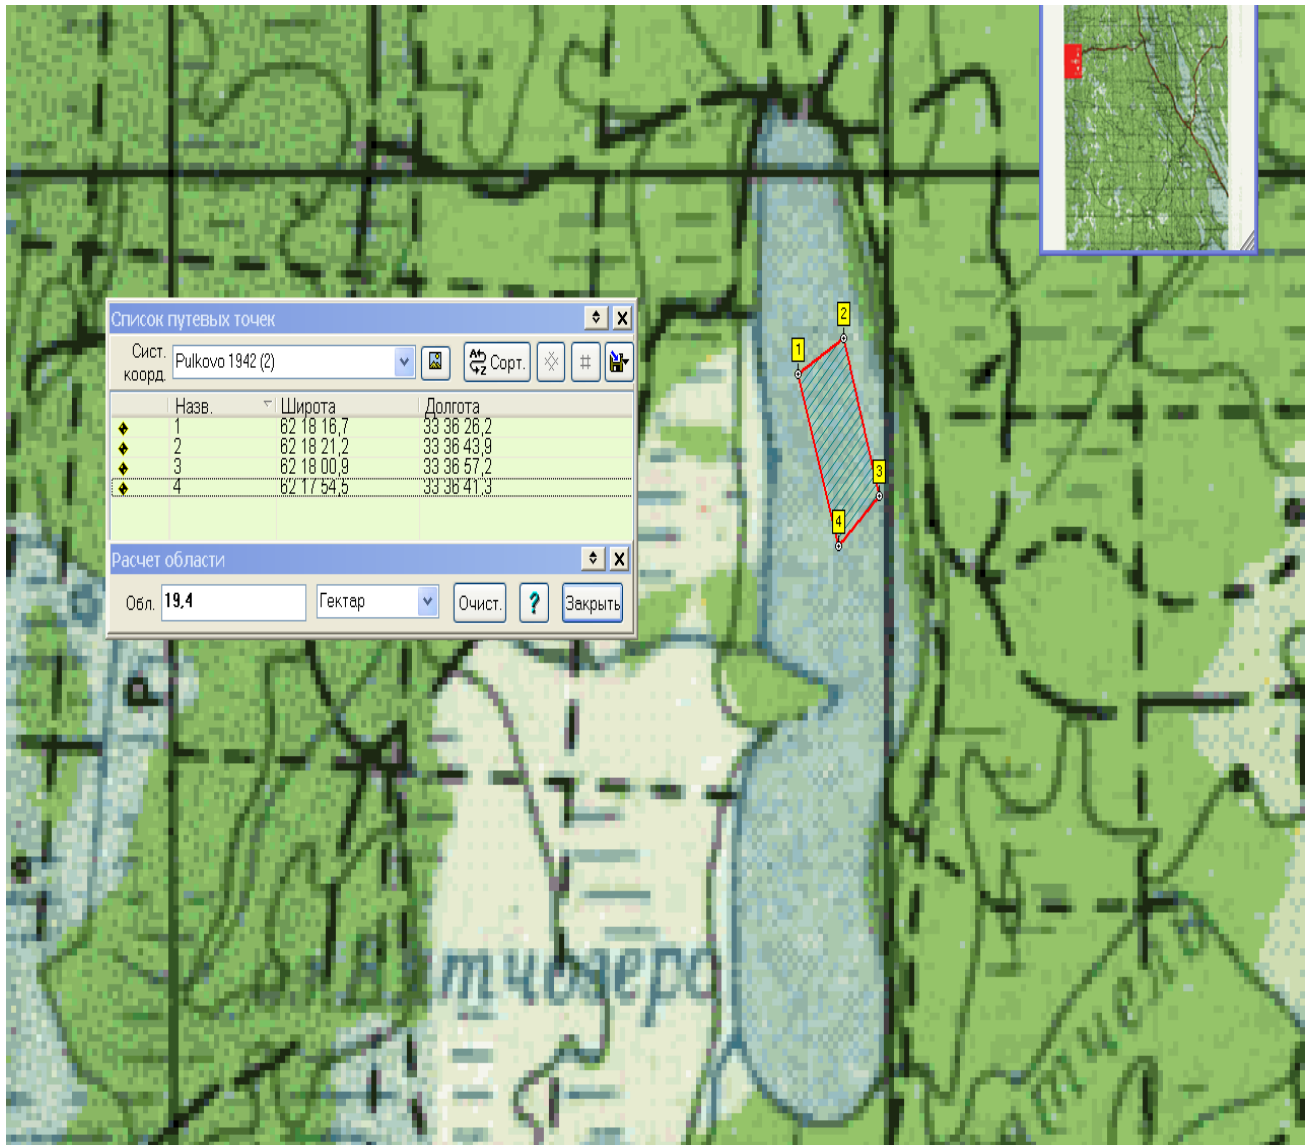 2
1
Список путевых точек
Сист. коорд. Pulkovo 1942 (2) Сорт.
Назв. Широта Долгота
1 62 18 16,7 33 36 26,2
2 62 18 21,2 33 36 43,9
3 62 18 00,9 33 36 57,2
4 62 17 54,5 33 36 41,3
3
4
Расчет области
Обл. 19,4 Гектар Очист. ? Закрыть